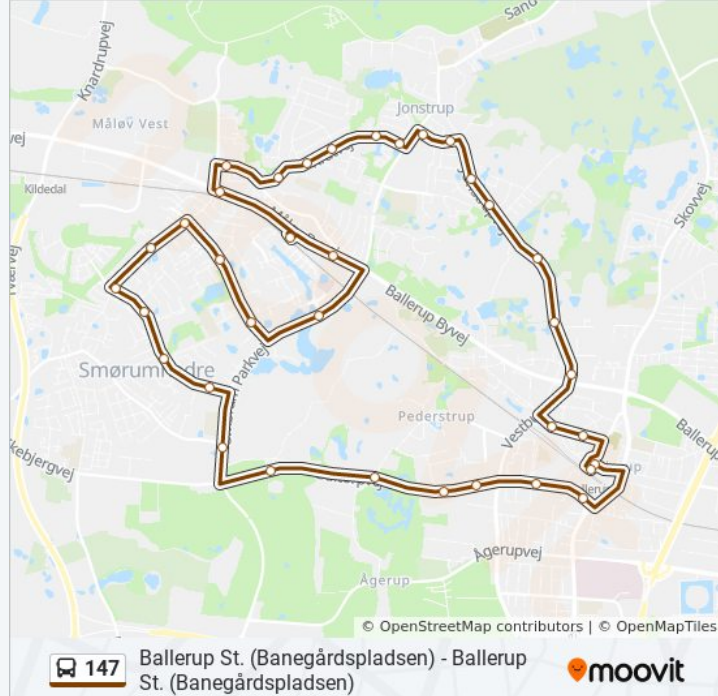 Knardrupvej
Sand
Jonstrup
Måløv Vest
Kildedal
Skovvej
Ballerup Byvej
Smørumnedre
Parkvej
Pederstrup
Ballerup
Ågerupvej
Ågerup
© OpenStreetMap contributors | © OpenMapTiles
147
Ballerup St. (Banegårdspladsen) - Ballerup
St. (Banegårdspladsen)
moovit